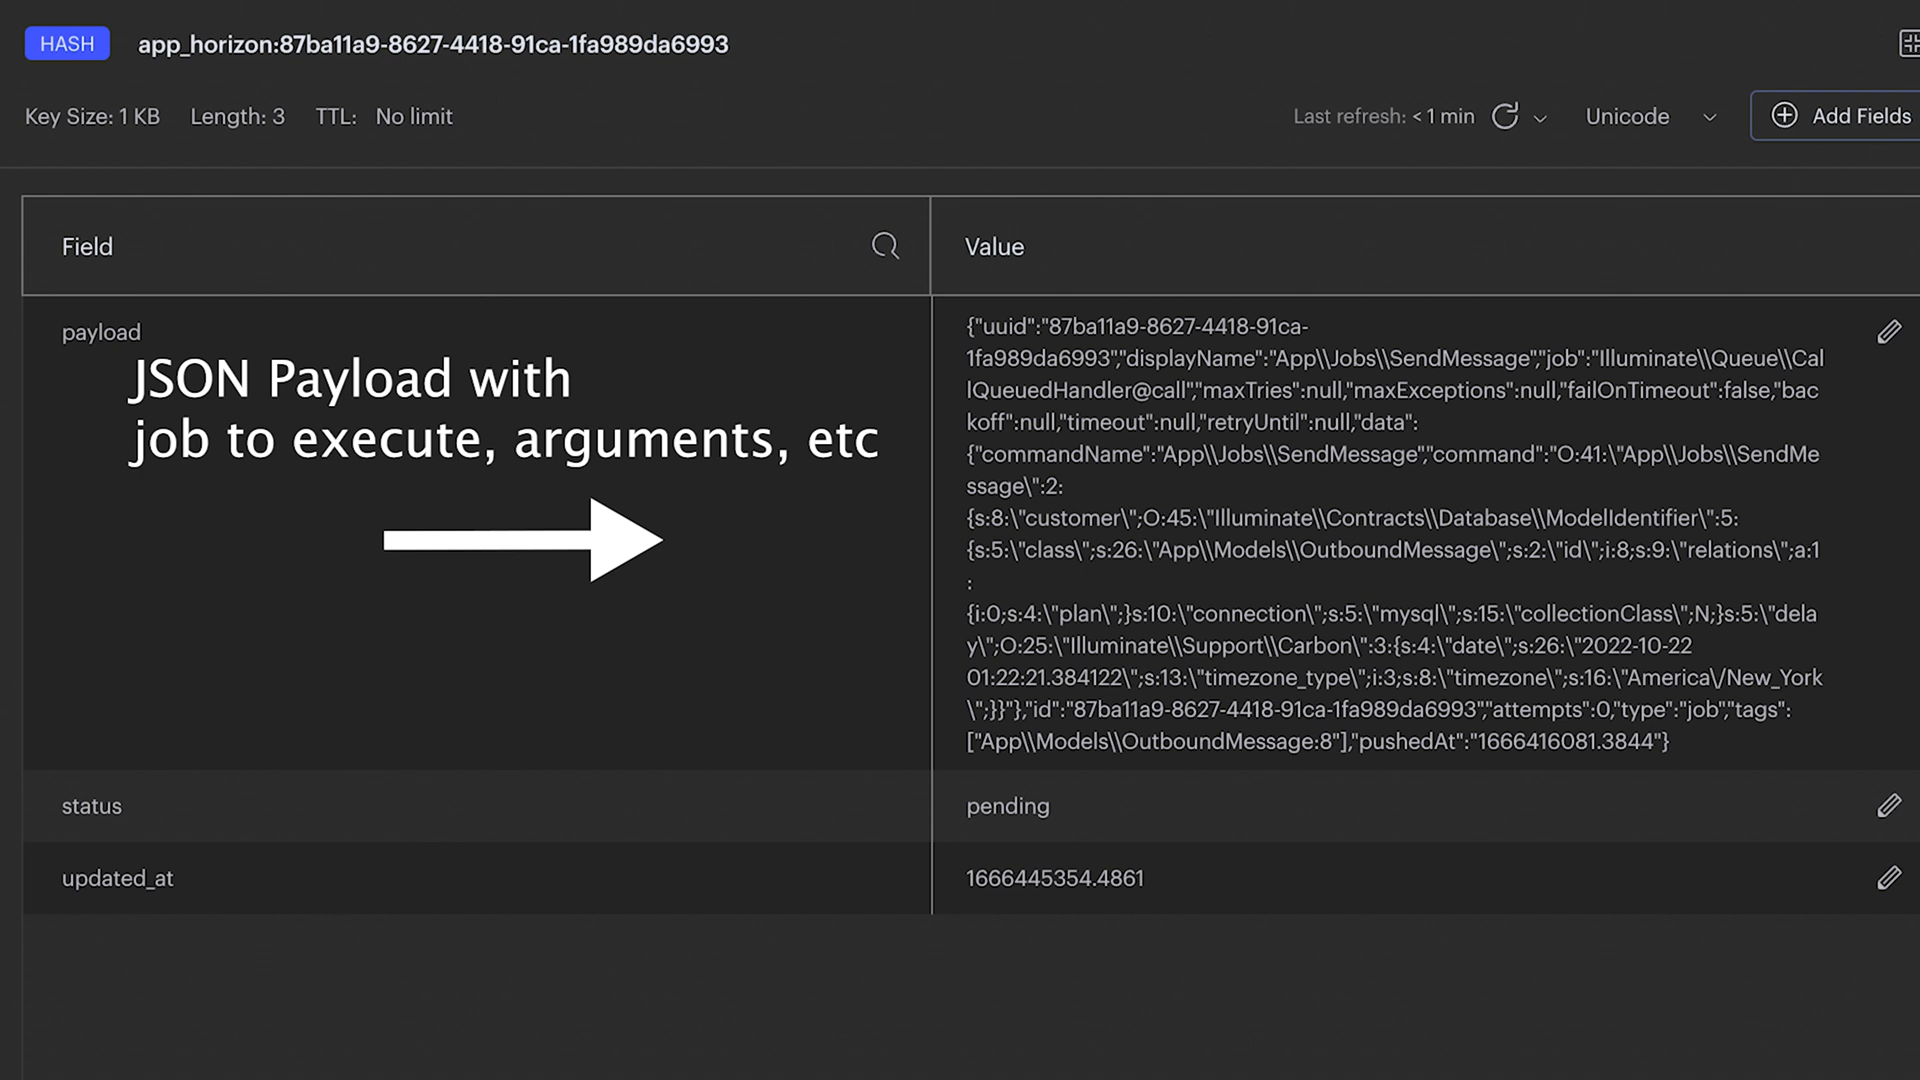 HASH app_horizon:87ba11a9-8627-4418-91ca-1fa989da6993
Key Size: 1 KB Length: 3 TTL: No limit Last refresh: < 1 min Unicode Add Fields
Field Value
payload
JSON Payload with
job to execute, arguments, etc
{"uuid":"87ba11a9-8627-4418-91ca-
1fa989da6993","displayName":"App\\Jobs\\SendMessage","job":"Illuminate\\Queue\\Cal
lQueuedHandler@call","maxTries":null,"maxExceptions":null,"failOnTimeout":false,"bac
koff":null,"timeout":null,"retryUntil":null,"data":
{"commandName":"App\\Jobs\\SendMessage","command":"O:41:\"App\\Jobs\\SendMe
ssage\":2:
{s:8:\"customer\";O:45:\"Illuminate\\Contracts\\Database\\ModelIdentifier\":5:
{s:5:\"class\";s:26:\"App\\Models\\OutboundMessage\";s:2:\"id\";i:8;s:9:\"relations\";a:1
:
{i:0;s:4:\"plan\";}s:10:\"connection\";s:5:\"mysql\";s:15:\"collectionClass\";N;}s:5:\"dela
y\";O:25:\"Illuminate\\Support\\Carbon\":3:{s:4:\"date\";s:26:\"2022-10-22
01:22:21.384122\";s:13:\"timezone_type\";i:3;s:8:\"timezone\";s:16:\"America\/New_York
\";}}"},"id":"87ba11a9-8627-4418-91ca-1fa989da6993","attempts":0,"type":"job","tags":
["App\\Models\\OutboundMessage:8"],"pushedAt":"1666416081.3844"}
status pending
updated_at 1666445354.4861